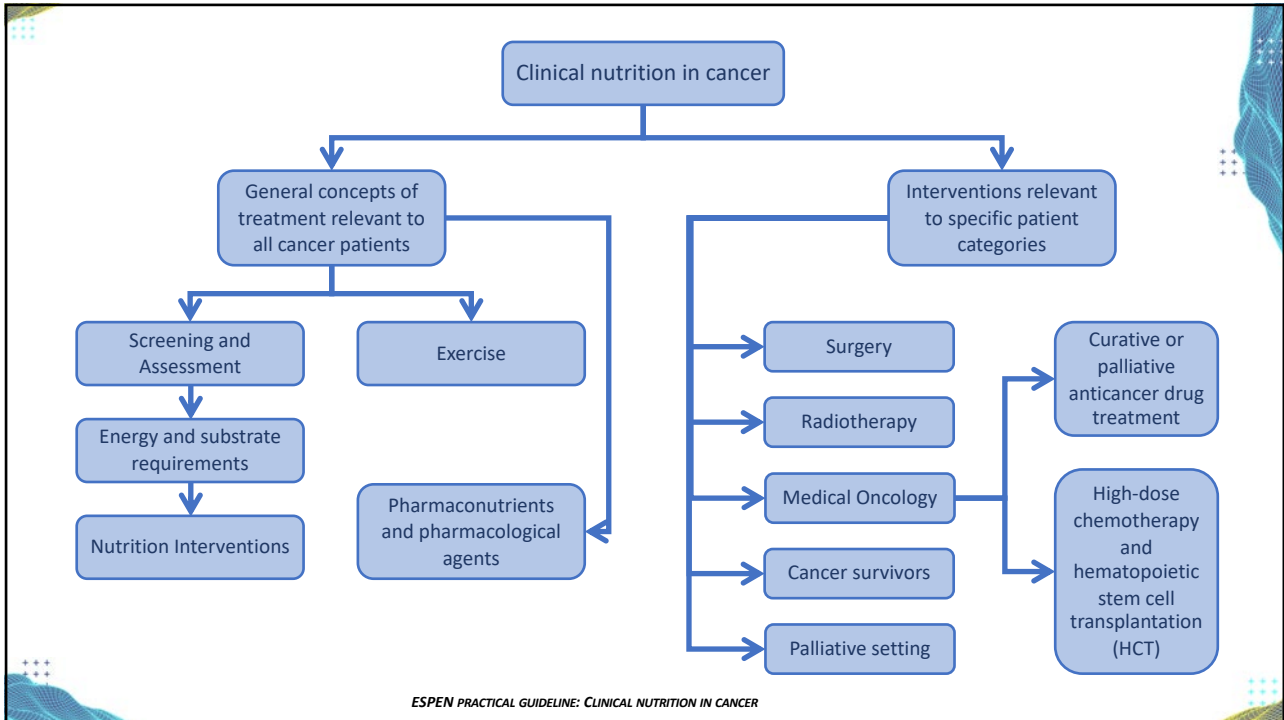 Clinical nutrition in cancer
General concepts of
treatment relevant to
all cancer patients
Interventions relevant
to specific patient
categories
Screening and
Assessment
Exercise
Energy and substrate
requirements
Nutrition Interventions
Pharmaconutrients
and pharmacological
agents
Surgery
Radiotherapy
Medical Oncology
Cancer survivors
Palliative setting
Curative or
palliative
anticancer drug
treatment
High-dose
chemotherapy
and
hematopoietic
stem cell
transplantation
(HCT)
ESPEN PRACTICAL GUIDELINE: CLINICAL NUTRITION IN CANCER